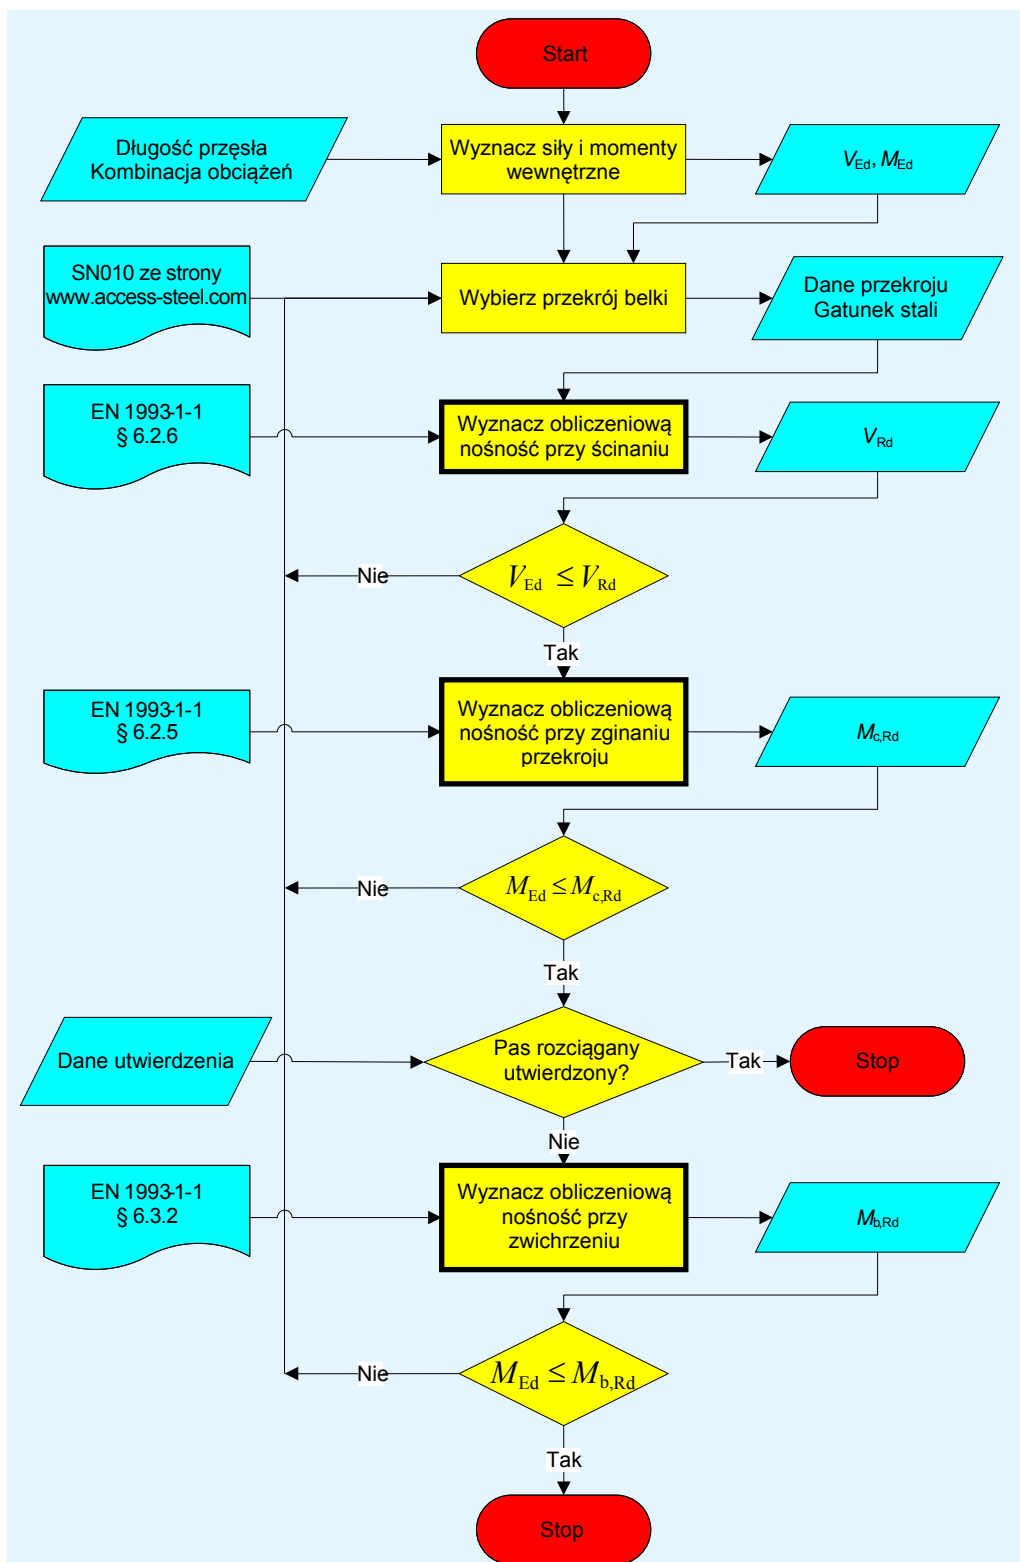 Start
Długość przęsła
Kombinacja obciążeń
Wyznacz siły i momenty
wewnętrzne
VEd, MEd
SN010 ze strony
www.access-steel.com
Wybierz przekrój belki
Dane przekroju
Gatunek stali
EN 1993-1-1
§ 6.2.6
Wyznacz obliczeniową
nośność przy ścinaniu
VRd
Nie
VEd ≤ VRd
Tak
EN 1993-1-1
§ 6.2.5
Wyznacz obliczeniową
nośność przy zginaniu
przekroju
Mc,Rd
Nie
MEd ≤ Mc,Rd
Tak
Dane utwierdzenia
Pas rozciągany
utwierdzony?
Tak
Stop
Nie
EN 1993-1-1
§ 6.3.2
Wyznacz obliczeniową
nośność przy
zwichrzeniu
Mb,Rd
Nie
MEd ≤ Mb,Rd
Tak
Stop